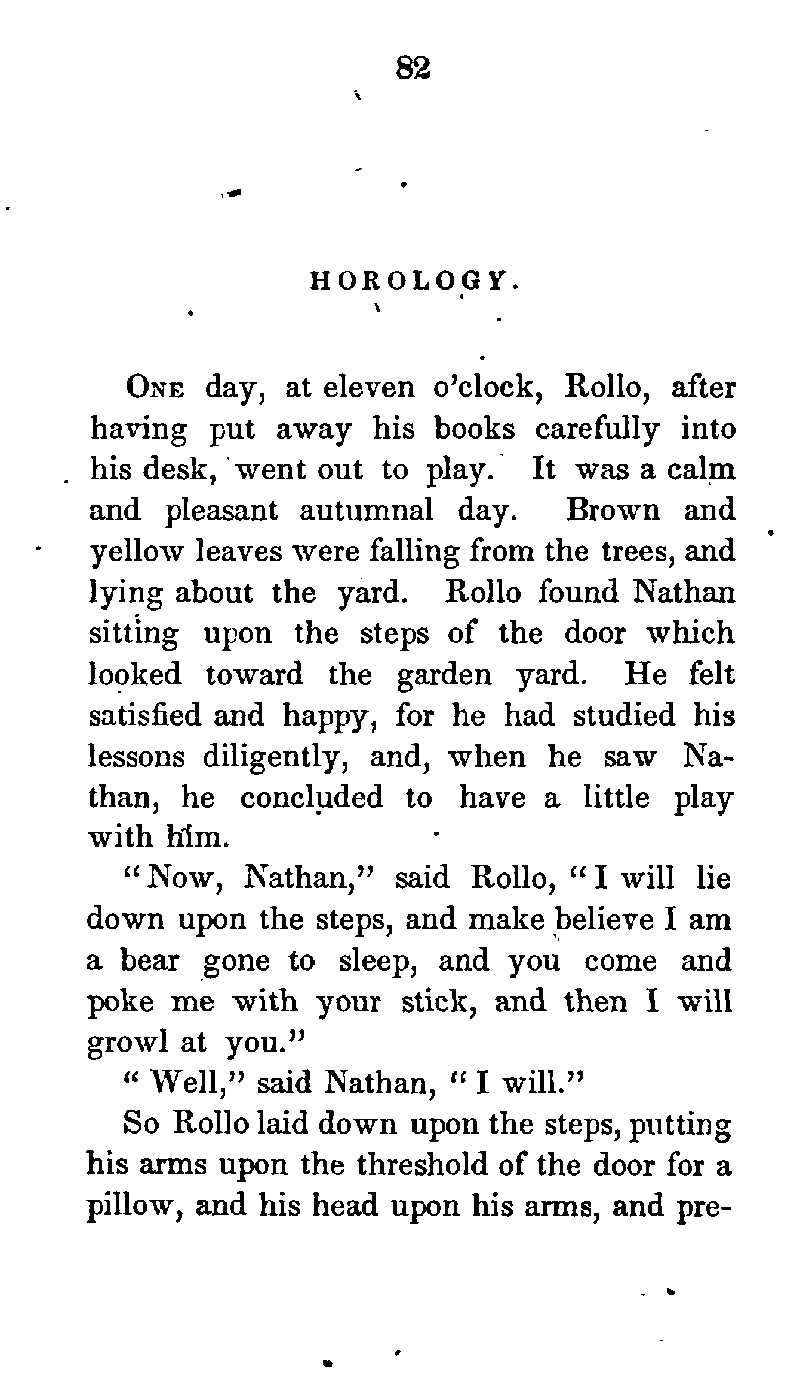 82
HOROLOGY.
ONE day, at eleven o'clock, Rollo, after
having put away his books carefully into
his desk, went out to play. It was a calm
and pleasant autumnal day. Brown and
yellow leaves were falling from the trees, and
lying about the yard. Rollo found Nathan
sitting upon the steps of the door which
looked toward the garden yard. He felt
satisfied and happy, for he had studied his
lessons diligently, and, when he saw Na-
than, he concluded to have a little play
with him.
"Now, Nathan," said Rollo, "I will lie
down upon the steps, and make believe I am
a bear gone to sleep, and you come and
poke me with your stick, and then I will
growl at you."
"Well," said Nathan, "I will."
So Rollo laid down upon the steps, putting
his arms upon the threshold of the door for a
pillow, and his head upon his arms, and pre-